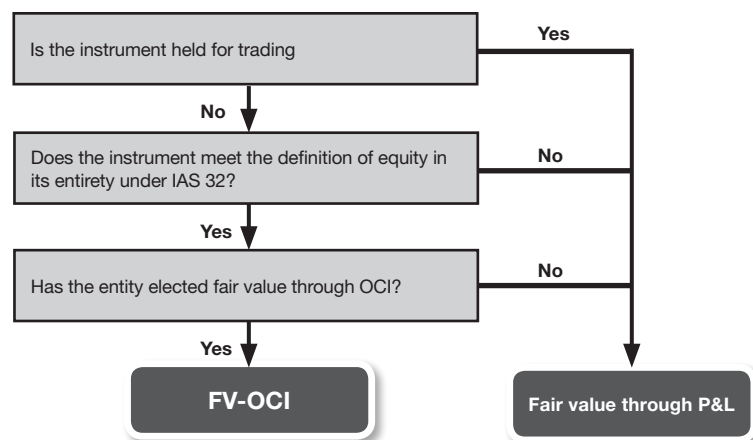 Is the instrument held for trading
Yes
No
Does the instrument meet the definition of equity in
its entirety under IAS 32?
No
Yes
Has the entity elected fair value through OCI?
No
Yes
FV-OCI
Fair value through P&L